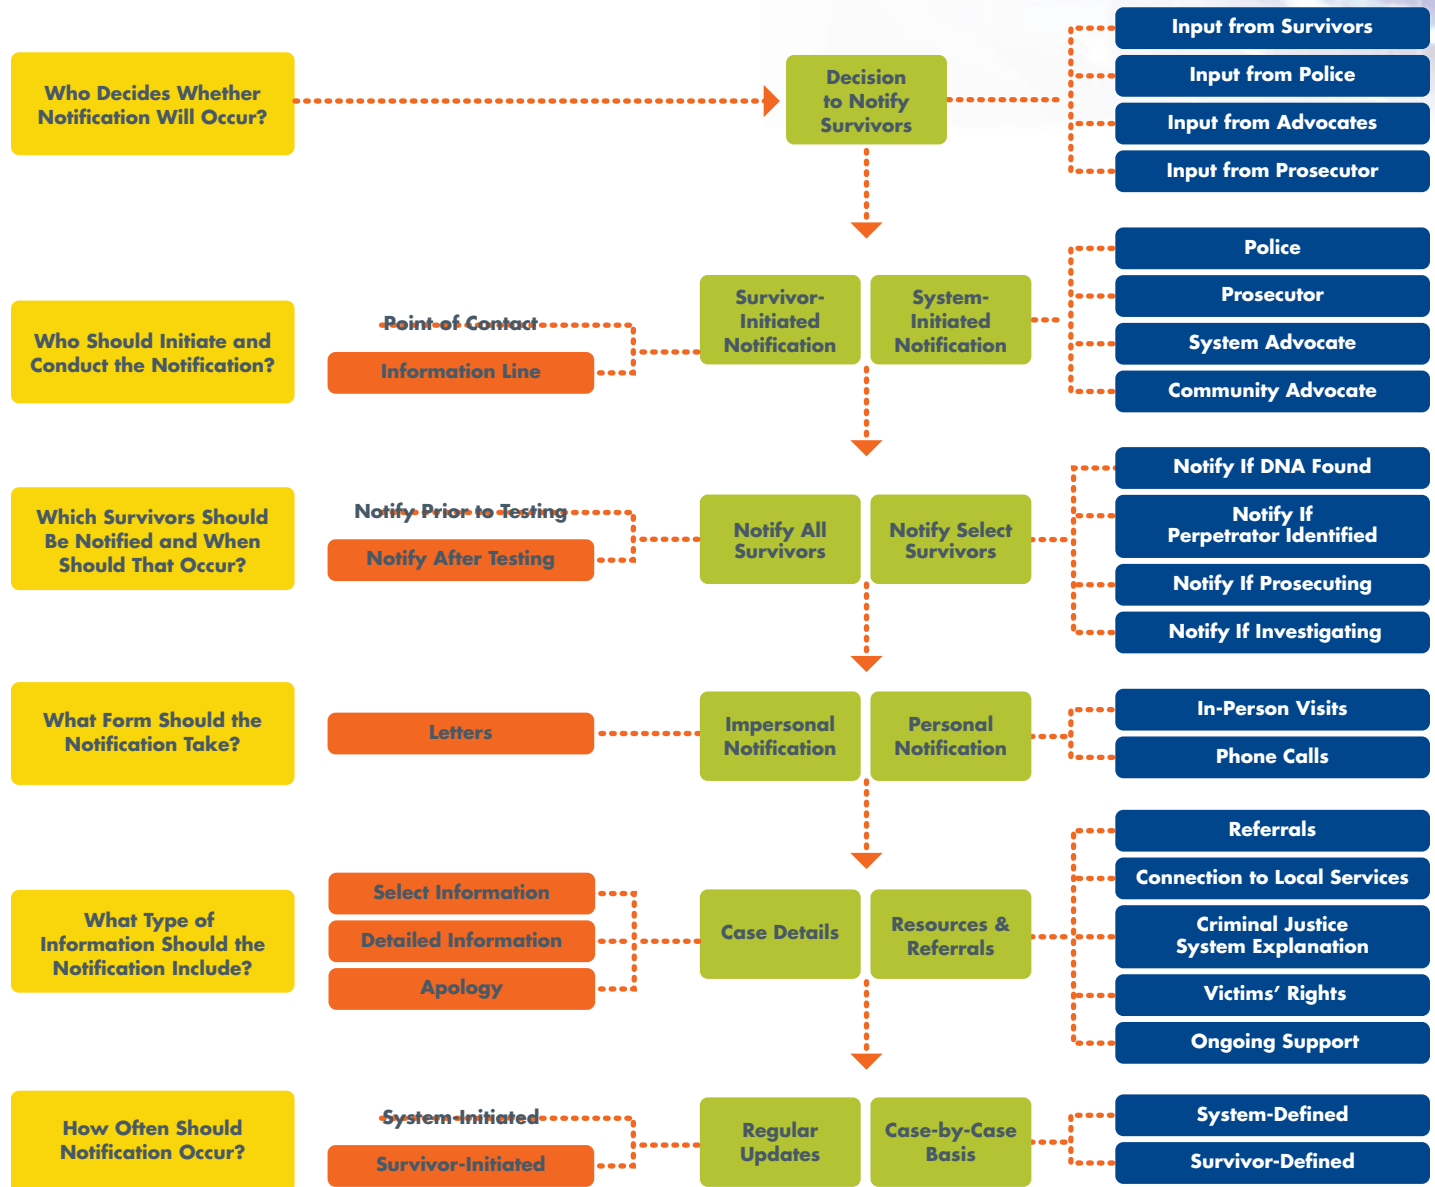 Who Decides Whether
Notification Will Occur?
Decision
to Notify
Survivors
Input from Survivors
Input from Police
Input from Advocates
Input from Prosecutor
Who Should Initiate and
Conduct the Notification?
Point of Contact
Information Line
Survivor-
Initiated
Notification
System-
Initiated
Notification
Police
Prosecutor
System Advocate
Community Advocate
Which Survivors Should
Be Notified and When
Should That Occur?
Notify Prior to Testing
Notify After Testing
Notify All
Survivors
Notify Select
Survivors
Notify If DNA Found
Notify If
Perpetrator Identified
Notify If Prosecuting
Notify If Investigating
What Form Should the
Notification Take?
Letters
Impersonal
Notification
Personal
Notification
In-Person Visits
Phone Calls
What Type of
Information Should the
Notification Include?
Select Information
Detailed Information
Apology
Case Details
Resources &
Referrals
Referrals
Connection to Local Services
Criminal Justice
System Explanation
Victims’ Rights
Ongoing Support
How Often Should
Notification Occur?
System-Initiated
Survivor-Initiated
Regular
Updates
Case-by-Case
Basis
System-Defined
Survivor-Defined